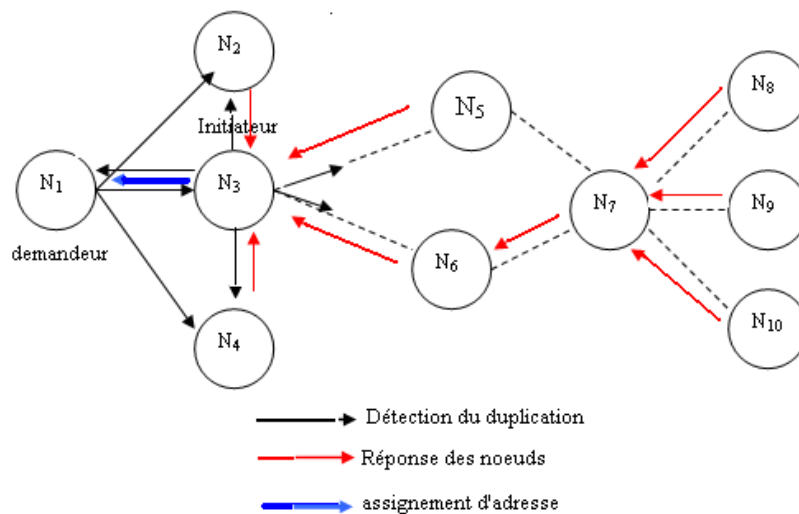 N2
N8
Initiateur
N5
N1
N3
N7
N9
demandeur
N6
N4
N10
Détection du duplication
Réponse des noeuds
assignement d'adresse